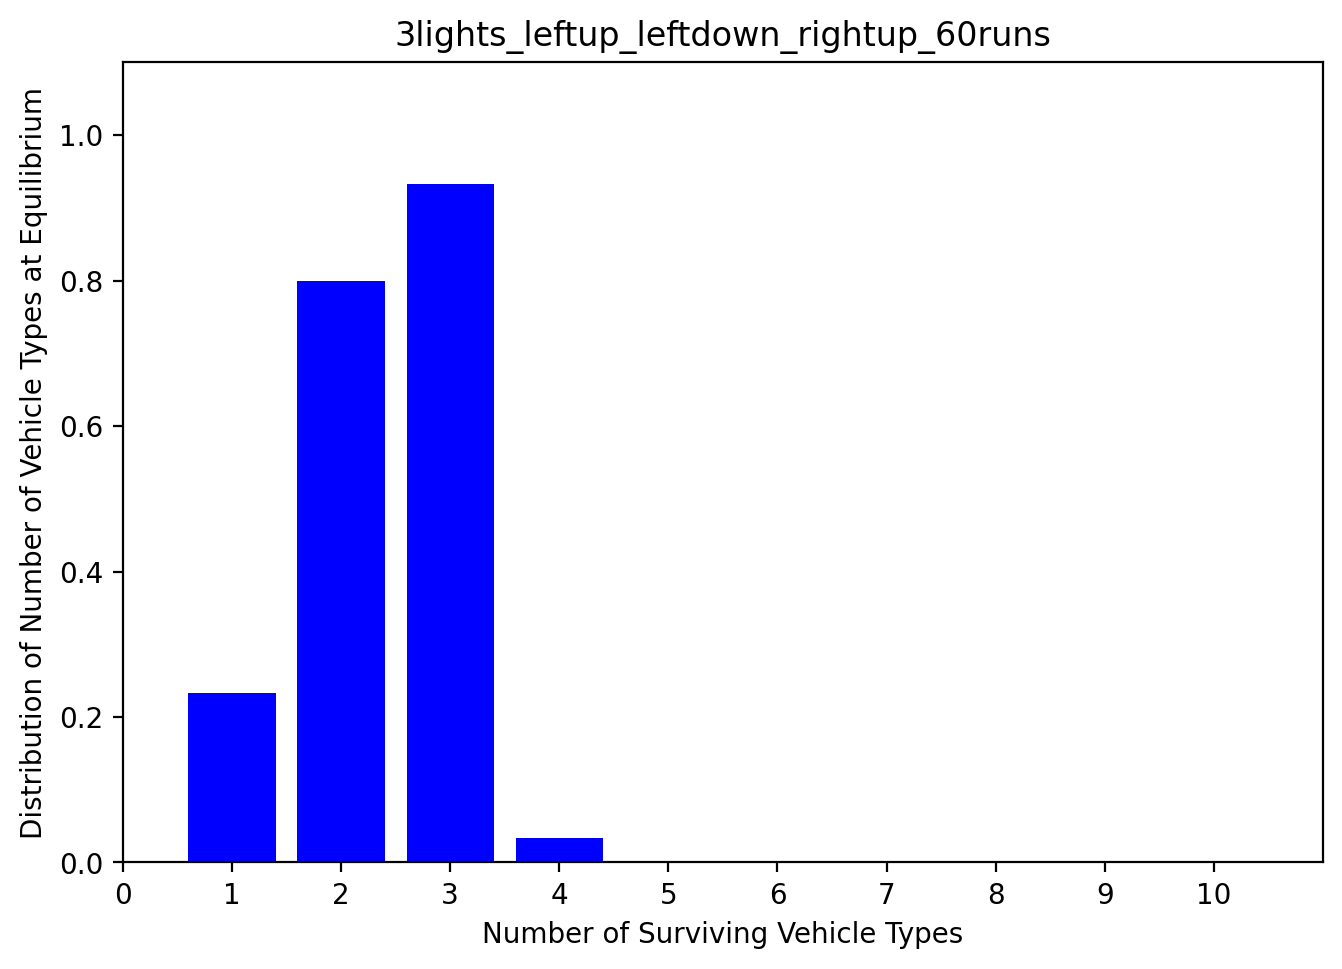 3lights_leftup_leftdown_rightup_60runs
Distribution of Number of Vehicle Types at Equilibrium
1.0
0.8
0.6
0.4
0.2
0.0
0 1 2 3 4 5 6 7 8 9 10
Number of Surviving Vehicle Types